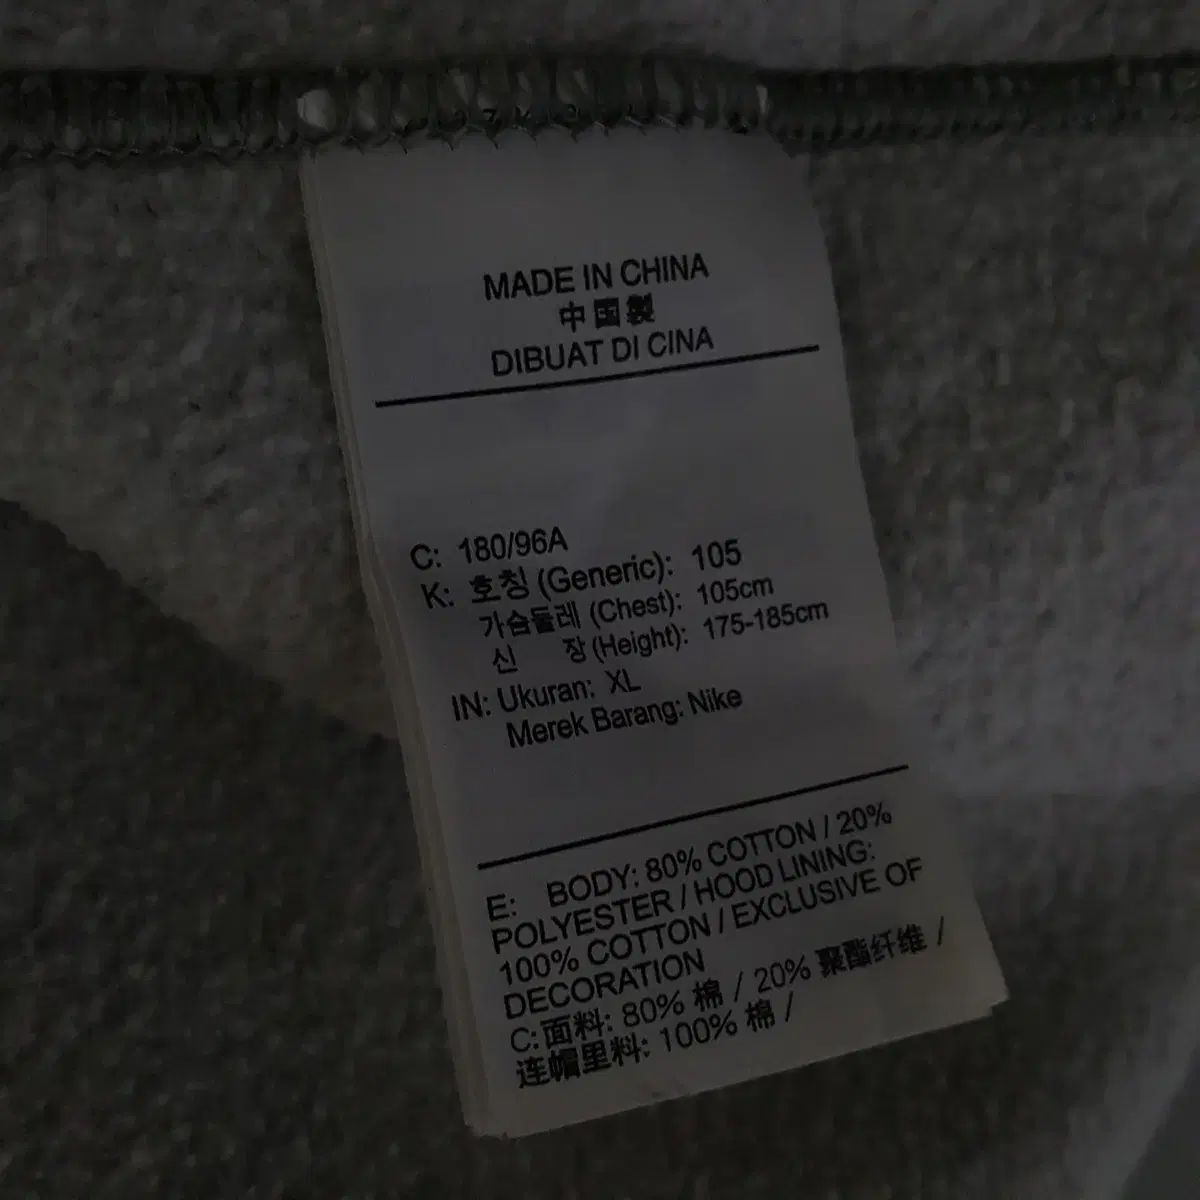 MADE IN CHINA
中国製
DIBUAT DI CINA
C: 180/96A
K: 호칭 (Generic): 105
가슴둘레 (Chest): 105cm
신 장 (Height): 175-185cm
IN: Ukuran: XL
Merek Barang: Nike
E: BODY: 80% COTTON / 20%
POLYESTER / HOOD LINING:
100% COTTON / EXCLUSIVE OF
DECORATION
C: 面料: 80% 棉 / 20% 聚酯纤维 /
连帽里料: 100% 棉 /